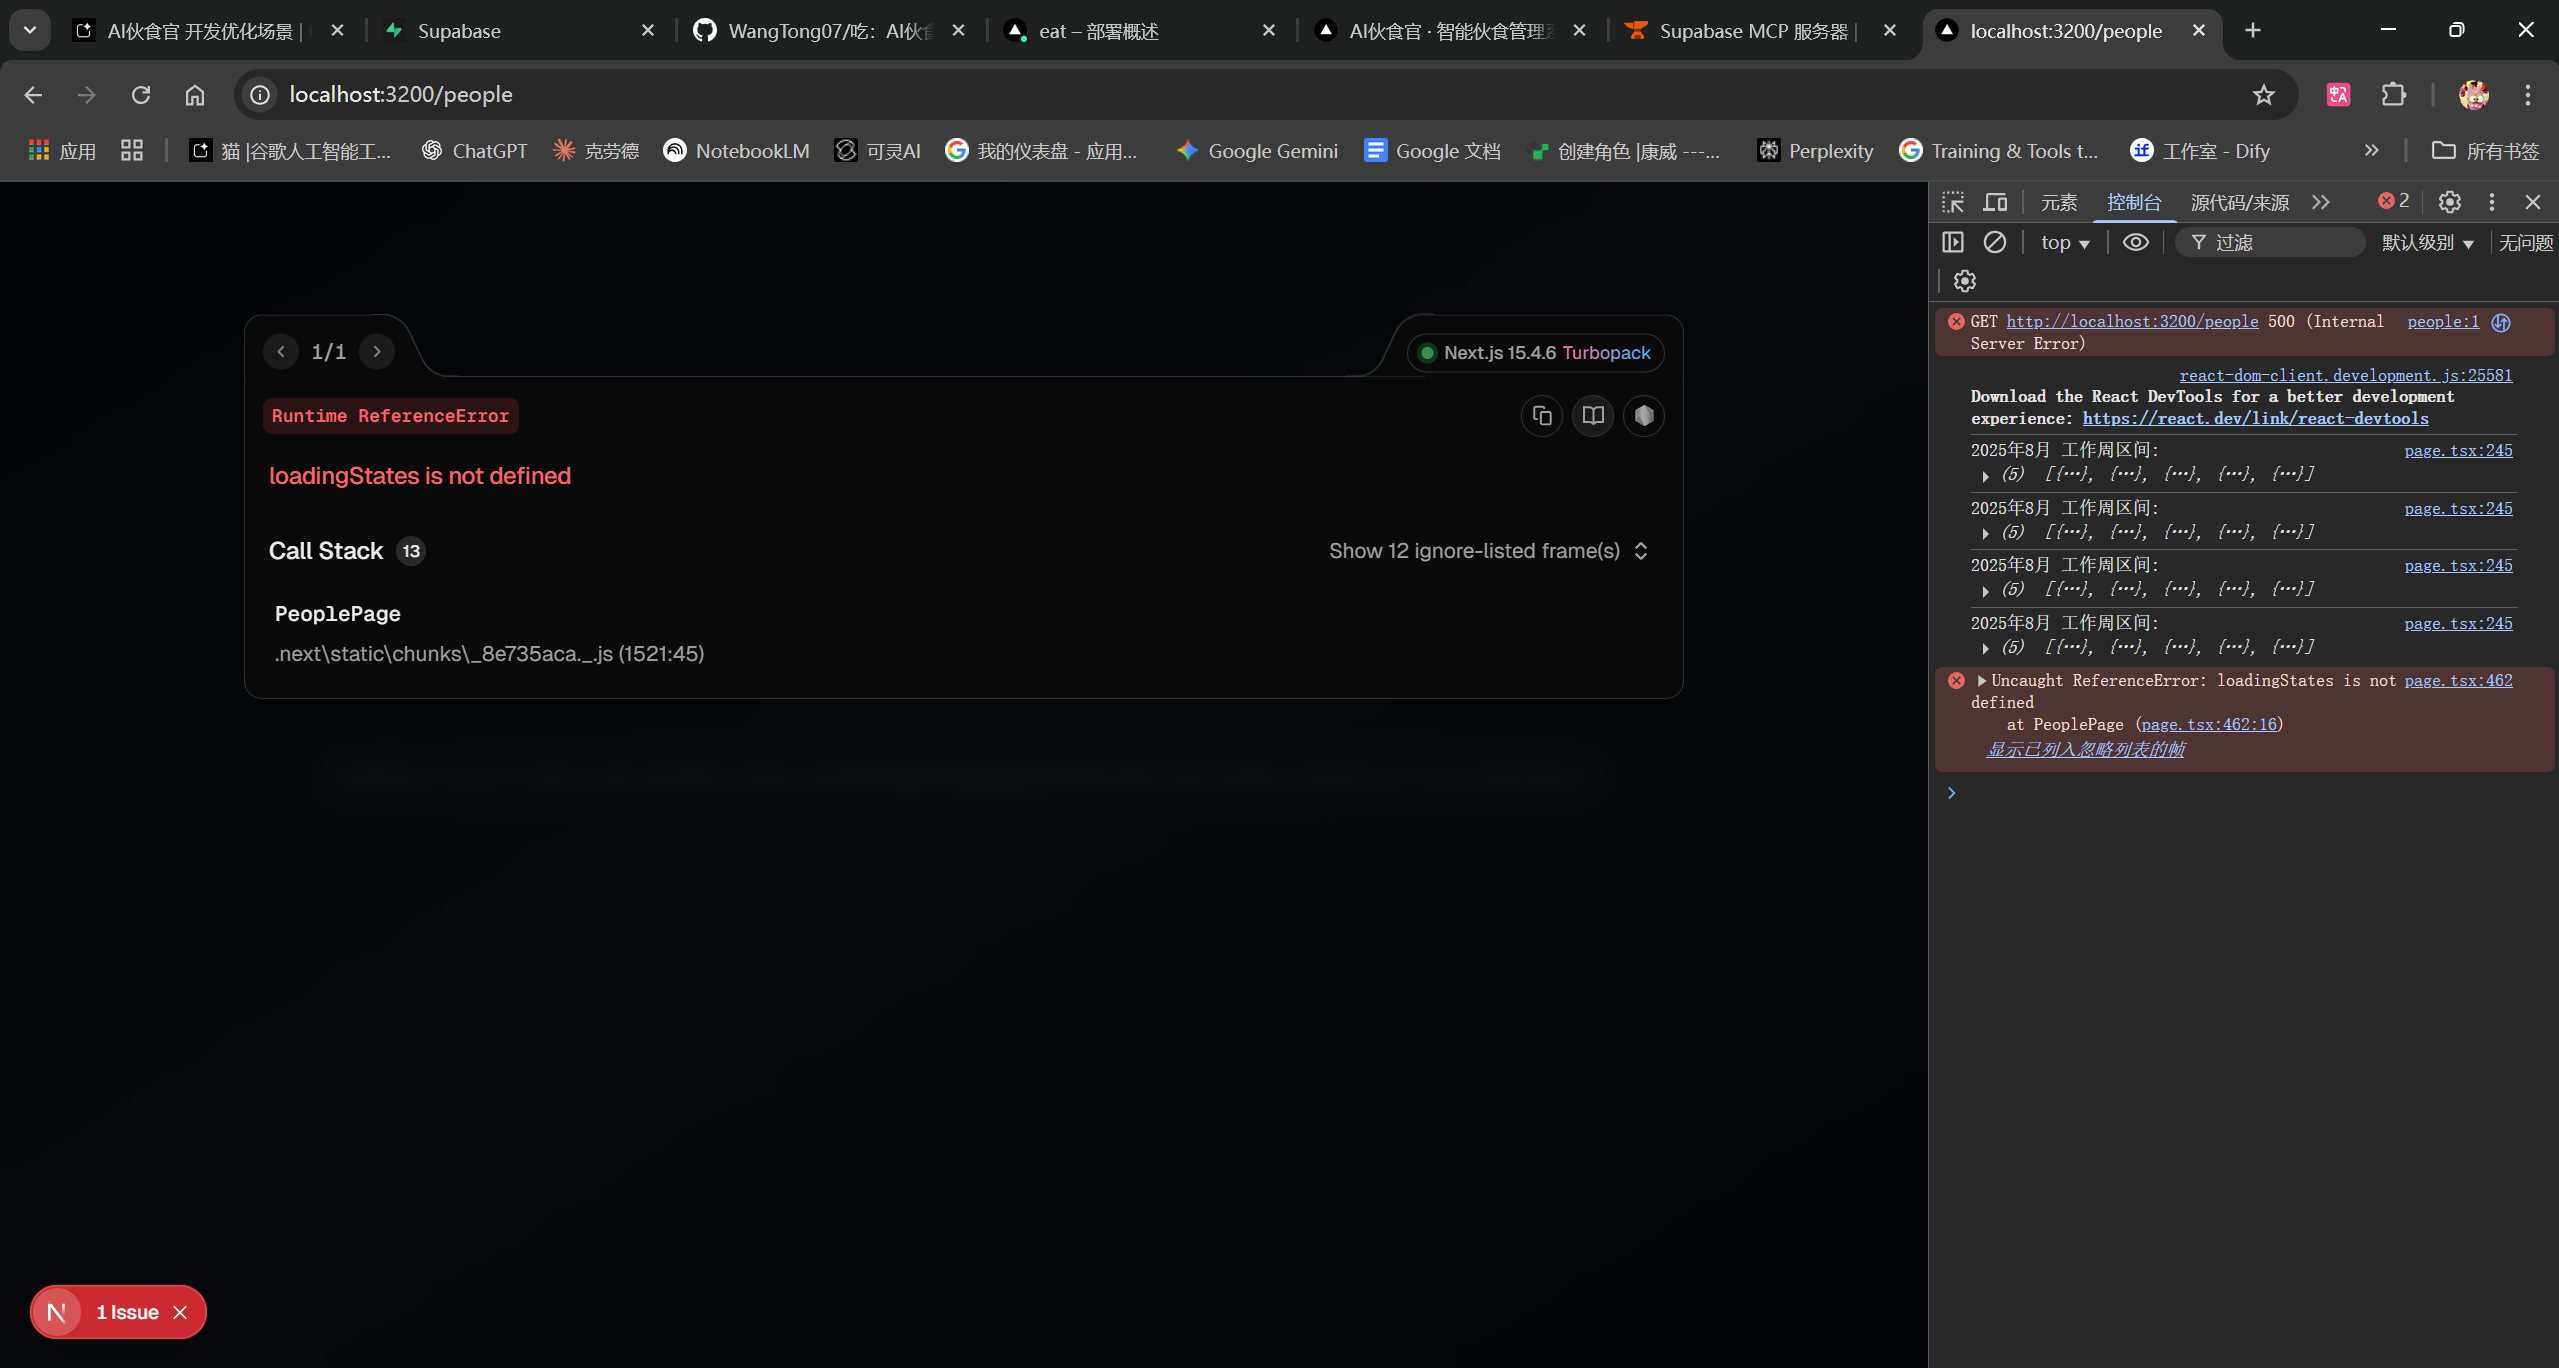 AI伙食官 开发优化场景 |
Supabase
WangTong07/吃：AI伙食
eat – 部署概述
AI伙食官 · 智能伙食管理系
Supabase MCP 服务器 |
localhost:3200/people
localhost:3200/people
应用
猫 |谷歌人工智能工...
ChatGPT
克劳德
NotebookLM
可灵AI
我的仪表盘 - 应用...
Google Gemini
Google 文档
创建角色 |康威 ---...
Perplexity
Training & Tools t...
工作室 - Dify
所有书签
1/1
Next.js 15.4.6 Turbopack
Runtime ReferenceError
loadingStates is not defined
Call Stack 13
Show 12 ignore-listed frame(s)
PeoplePage
.next\static\chunks\_8e735aca._.js (1521:45)
N 1 Issue
元素 控制台 源代码/来源 2
top 过滤 默认级别 无问题
GET http://localhost:3200/people 500 (Internal people:1
Server Error)
react-dom-client.development.js:25581
Download the React DevTools for a better development
experience: https://react.dev/link/react-devtools
2025年8月 工作周区间: page.tsx:245
(5) [{…}, {…}, {…}, {…}, {…}]
2025年8月 工作周区间: page.tsx:245
(5) [{…}, {…}, {…}, {…}, {…}]
2025年8月 工作周区间: page.tsx:245
(5) [{…}, {…}, {…}, {…}, {…}]
2025年8月 工作周区间: page.tsx:245
(5) [{…}, {…}, {…}, {…}, {…}]
Uncaught ReferenceError: loadingStates is not page.tsx:462
defined
at PeoplePage (page.tsx:462:16)
显示已列入忽略列表的帧